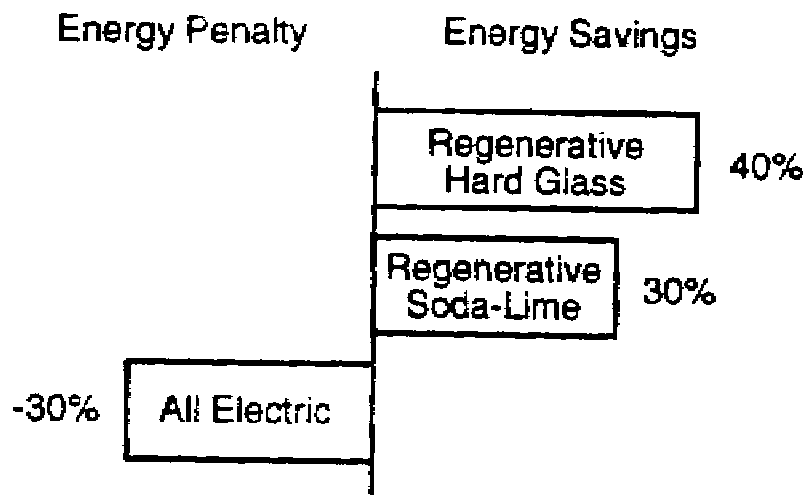 Energy Penalty
Energy Savings
Regenerative
Hard Glass
40%
Regenerative
Soda-Lime
30%
-30%
All Electric